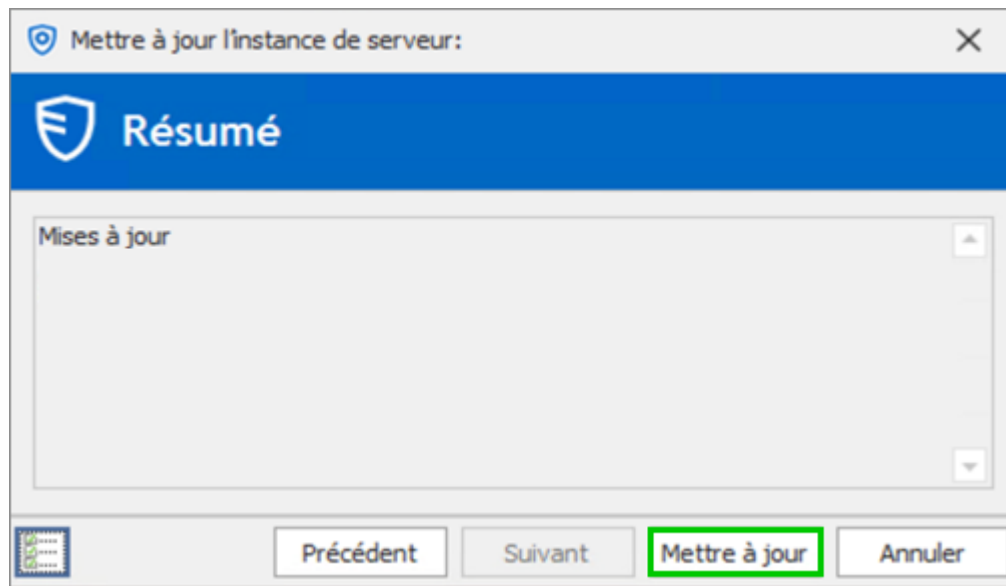 Mettre à jour l'instance de serveur:
Résumé
Mises à jour
Précédent Suivant Mettre à jour Annuler